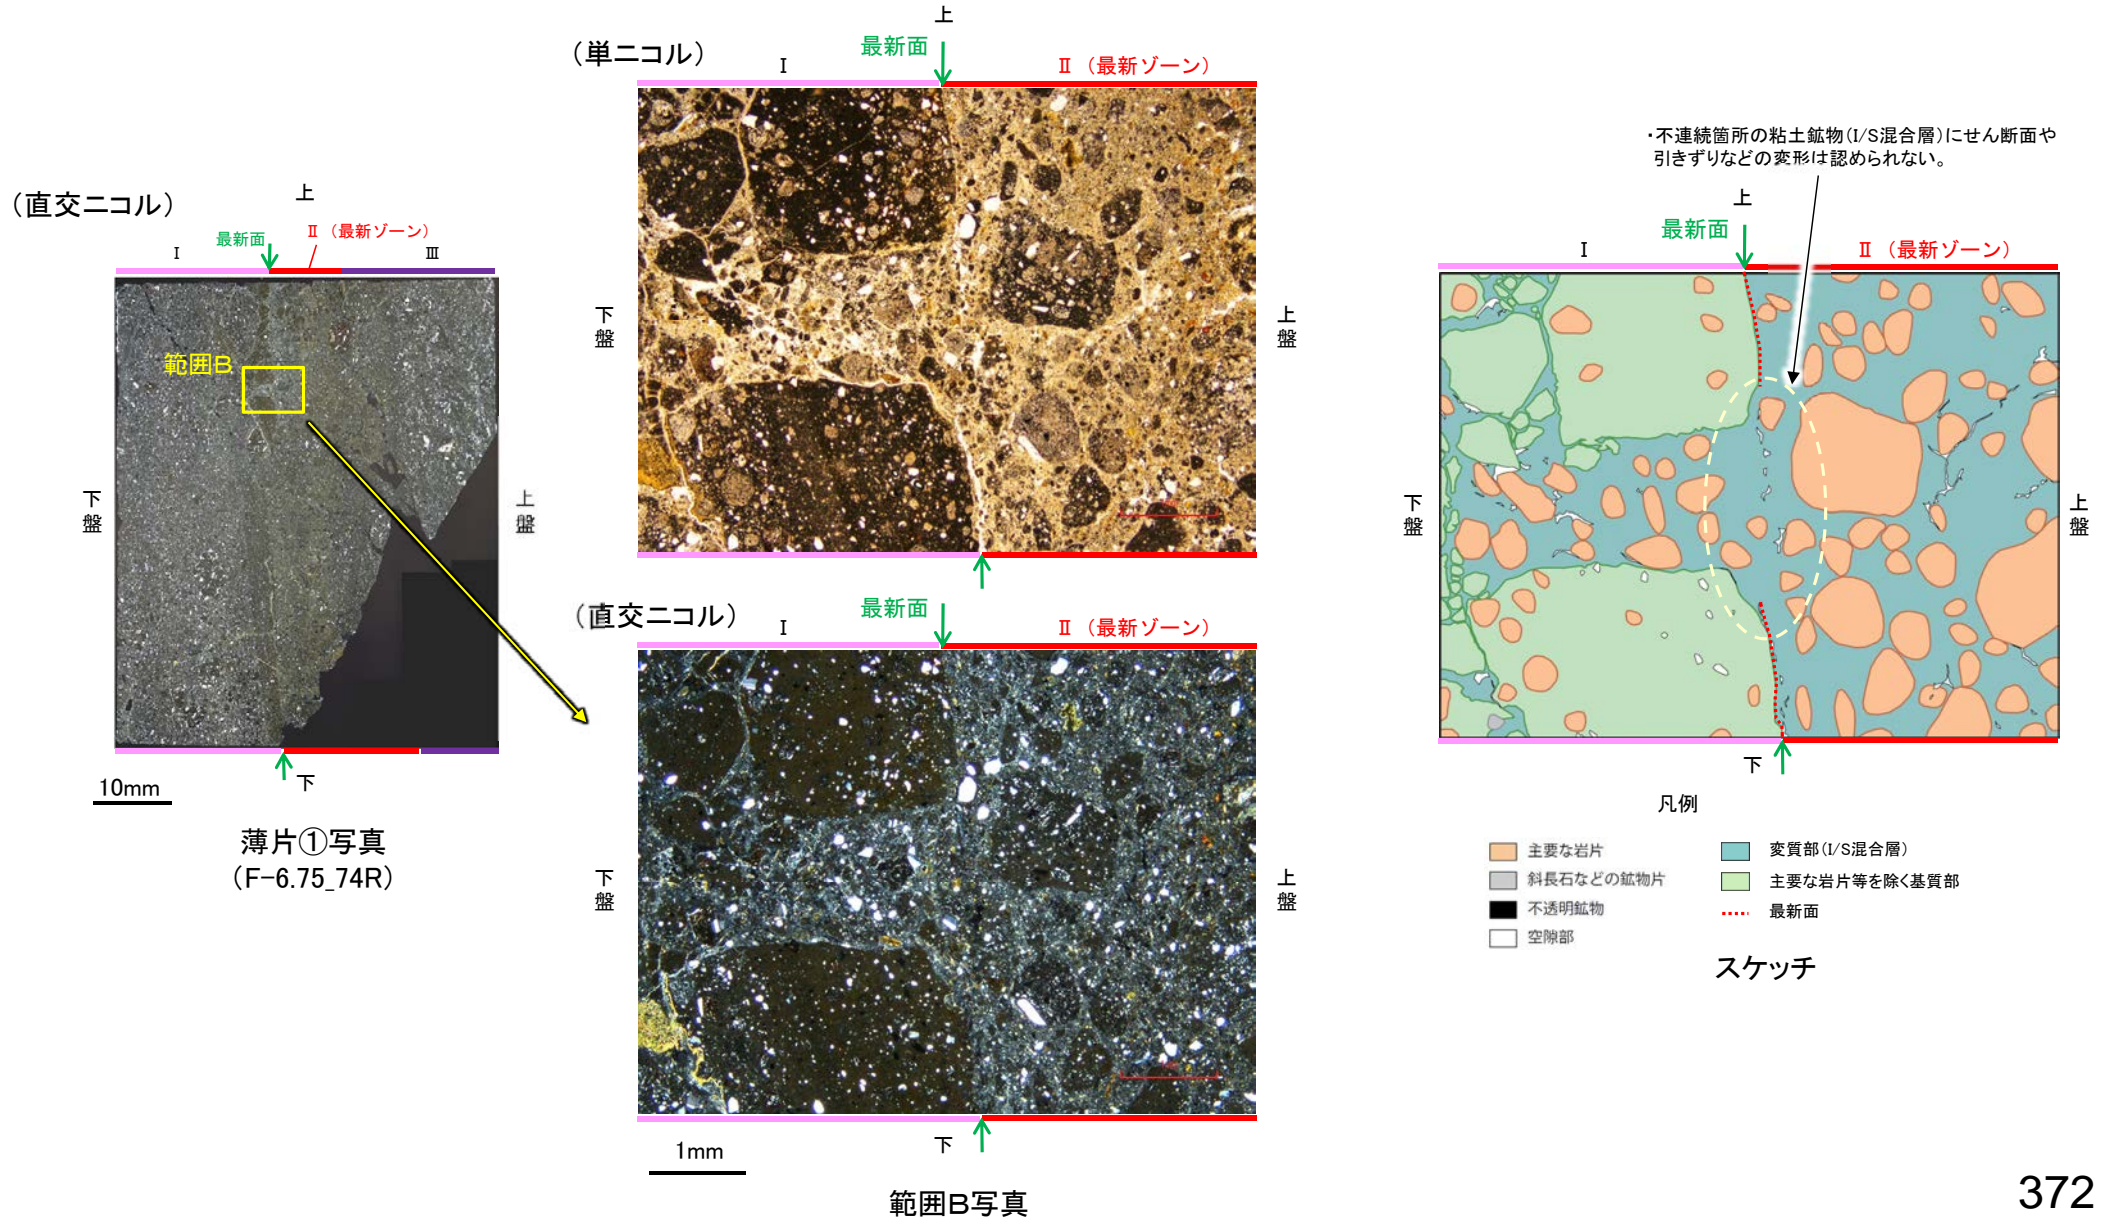 (直交ニコル)
上
最新面
Ⅱ (最新ゾーン)
Ⅰ
Ⅲ
範囲B
下盤
上盤
10mm
下
薄片①写真
(F-6.75_74R)
(単ニコル)
上
最新面
Ⅰ
Ⅱ (最新ゾーン)
下盤
上盤
(直交ニコル)
最新面
Ⅰ
Ⅱ (最新ゾーン)
下盤
上盤
下
1mm
範囲B写真
・不連続箇所の粘土鉱物(I/S混合層)にせん断面や
引きずりなどの変形は認められない。
上
最新面
Ⅰ
Ⅱ (最新ゾーン)
下盤
上盤
下
凡例
主要な岩片
斜長石などの鉱物片
不透明鉱物
空隙部
変質部(I/S混合層)
主要な岩片等を除く基質部
最新面
スケッチ
372